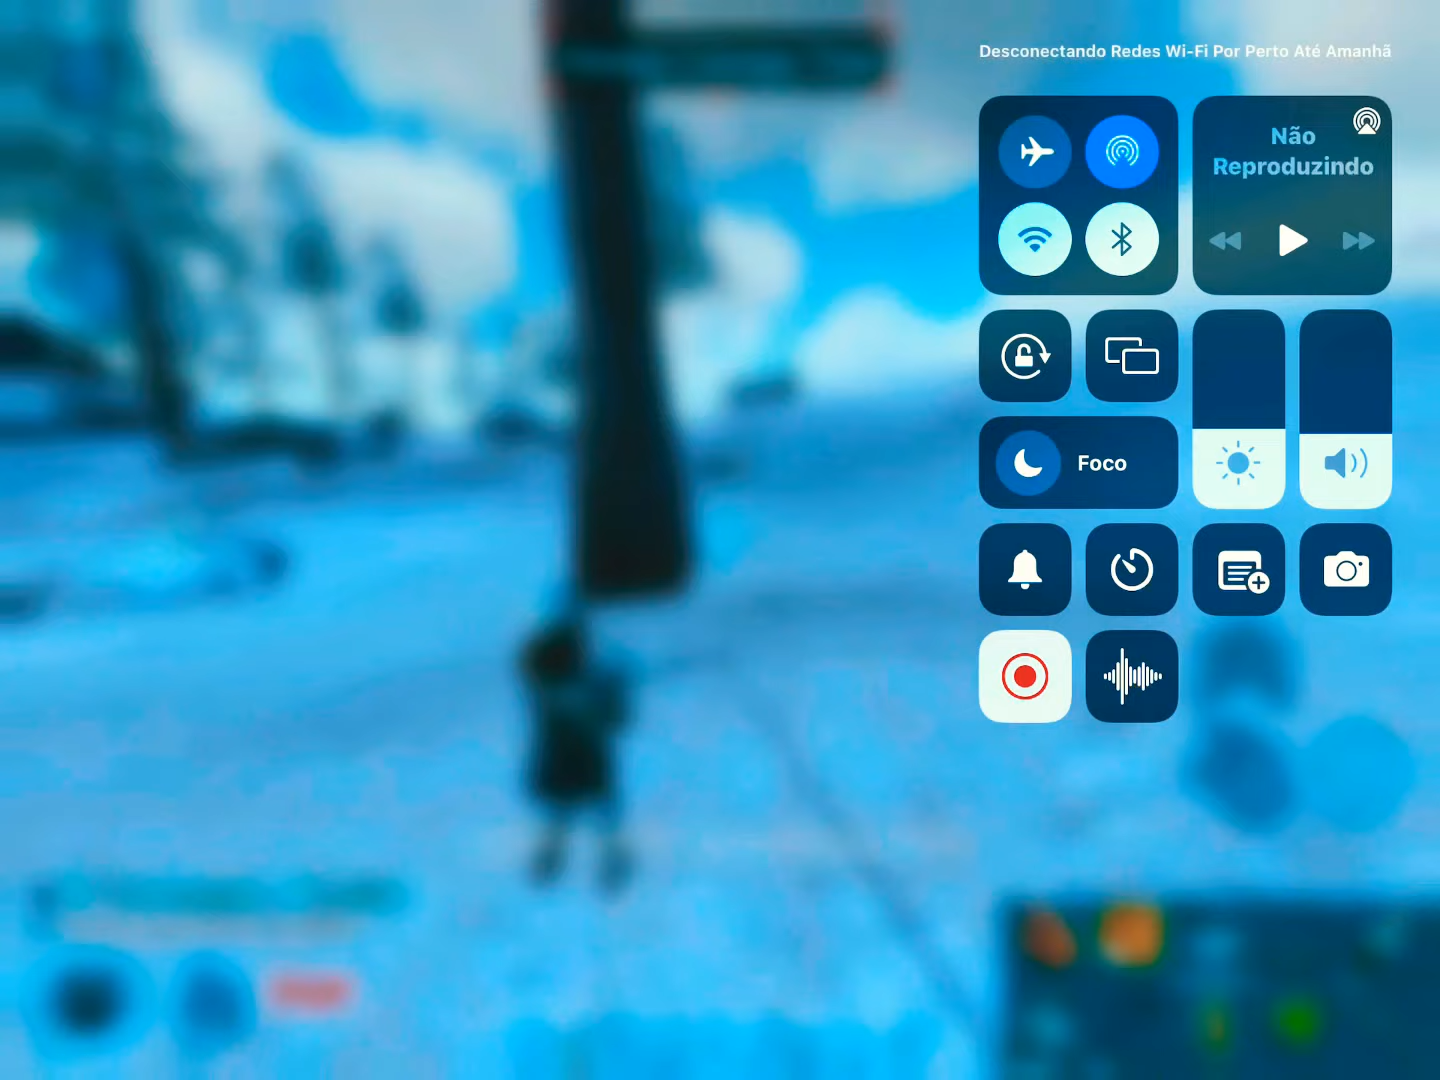 Desconectando Redes Wi-Fi Por Perto Até Amanhã
Não
Reproduzindo
Foco